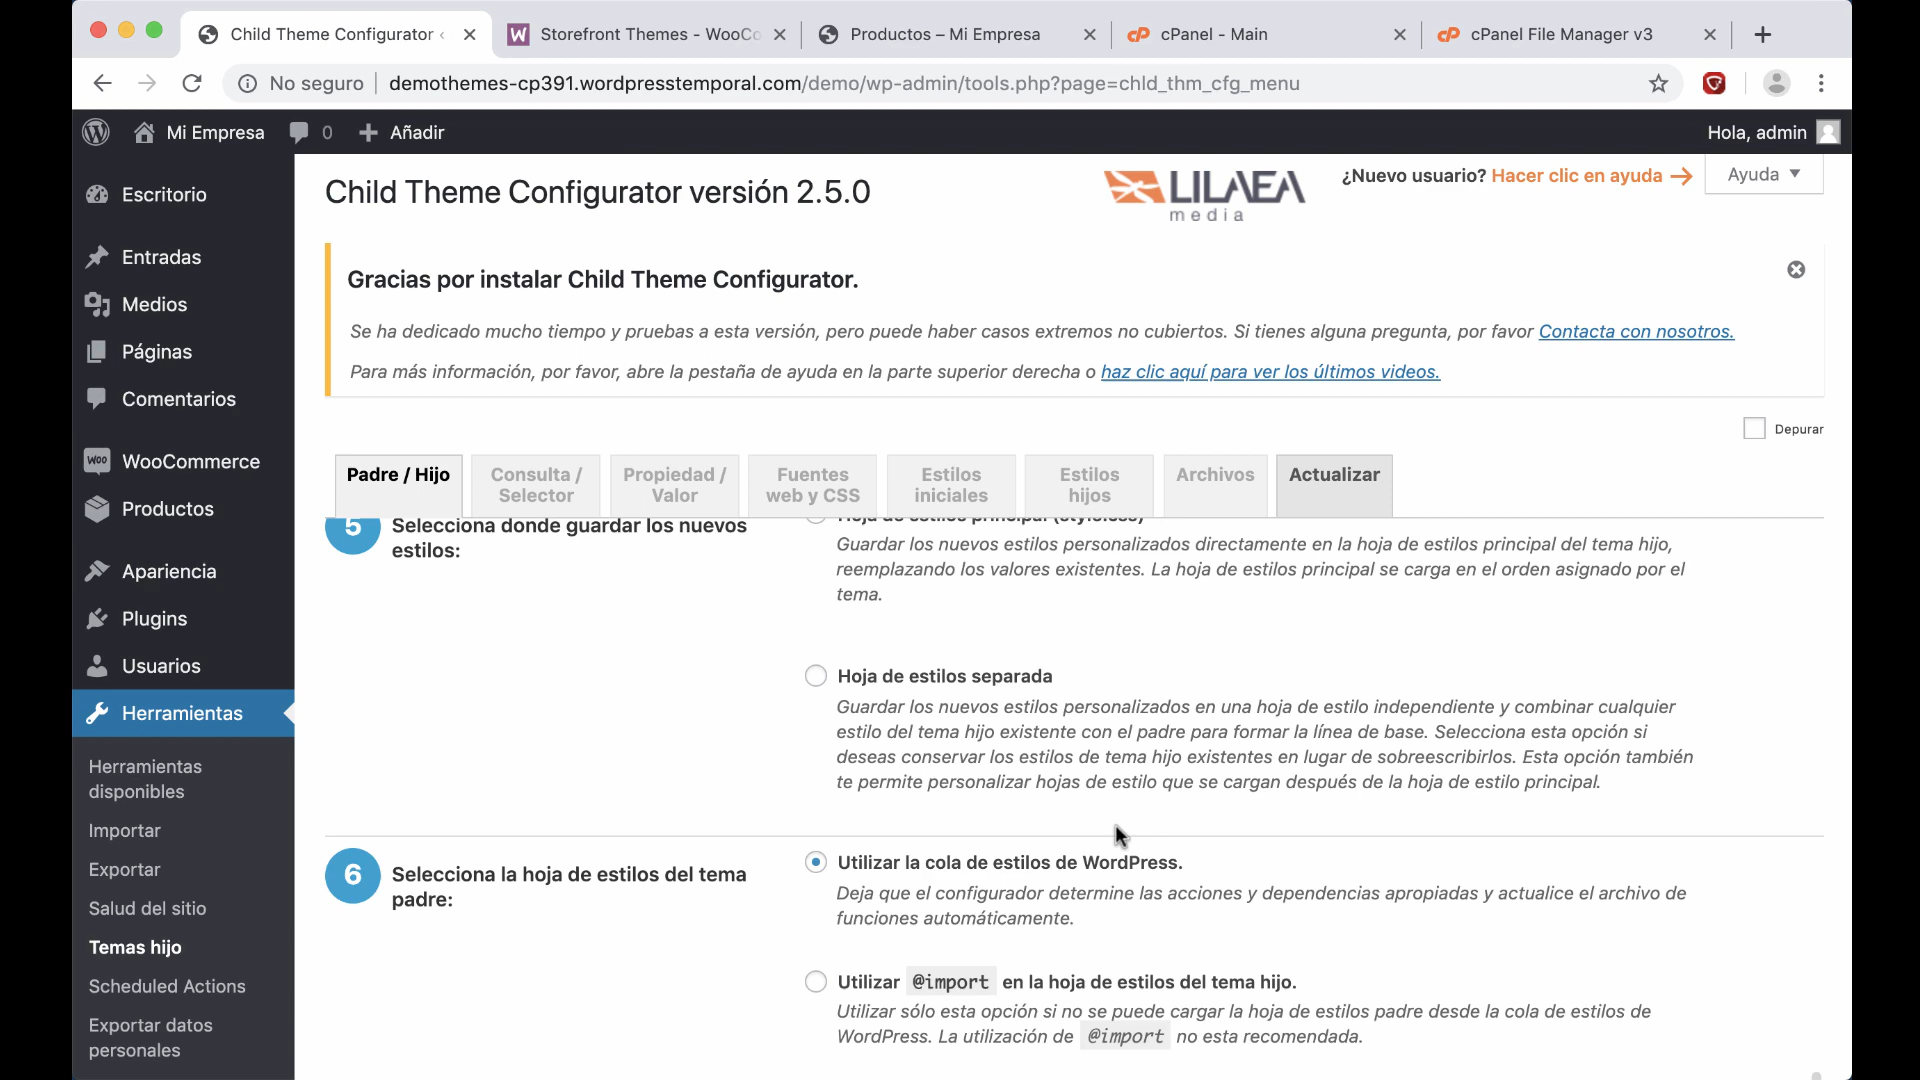 Child Theme Configurator
Storefront Themes - WooCo
Productos – Mi Empresa
cPanel - Main
cPanel File Manager v3
No seguro
demothemes-cp391.wordpresstemporal.com/demo/wp-admin/tools.php?page=chld_thm_cfg_menu
Mi Empresa
0
Añadir
Hola, admin
Escritorio
Entradas
Medios
Páginas
Comentarios
WooCommerce
Productos
Apariencia
Plugins
Usuarios
Herramientas
Herramientas
disponibles
Importar
Exportar
Salud del sitio
Temas hijo
Scheduled Actions
Exportar datos
personales
Child Theme Configurator versión 2.5.0
LILAEA
media
¿Nuevo usuario? Hacer clic en ayuda
Ayuda
Gracias por instalar Child Theme Configurator.
Se ha dedicado mucho tiempo y pruebas a esta versión, pero puede haber casos extremos no cubiertos. Si tienes alguna pregunta, por favor Contacta con nosotros.
Para más información, por favor, abre la pestaña de ayuda en la parte superior derecha o haz clic aquí para ver los últimos videos.
Depurar
Padre / Hijo
Consulta /
Selector
Propiedad /
Valor
Fuentes
web y CSS
Estilos
iniciales
Estilos
hijos
Archivos
Actualizar
5
Selecciona donde guardar los nuevos
estilos:
Hoja de estilos principal (style.css)
Guardar los nuevos estilos personalizados directamente en la hoja de estilos principal del tema hijo,
reemplazando los valores existentes. La hoja de estilos principal se carga en el orden asignado por el
tema.
Hoja de estilos separada
Guardar los nuevos estilos personalizados en una hoja de estilo independiente y combinar cualquier
estilo del tema hijo existente con el padre para formar la línea de base. Selecciona esta opción si
deseas conservar los estilos de tema hijo existentes en lugar de sobreescribirlos. Esta opción también
te permite personalizar hojas de estilo que se cargan después de la hoja de estilo principal.
6
Selecciona la hoja de estilos del tema
padre:
Utilizar la cola de estilos de WordPress.
Deja que el configurador determine las acciones y dependencias apropiadas y actualice el archivo de
funciones automáticamente.
Utilizar @import en la hoja de estilos del tema hijo.
Utilizar sólo esta opción si no se puede cargar la hoja de estilos padre desde la cola de estilos de
WordPress. La utilización de @import no esta recomendada.